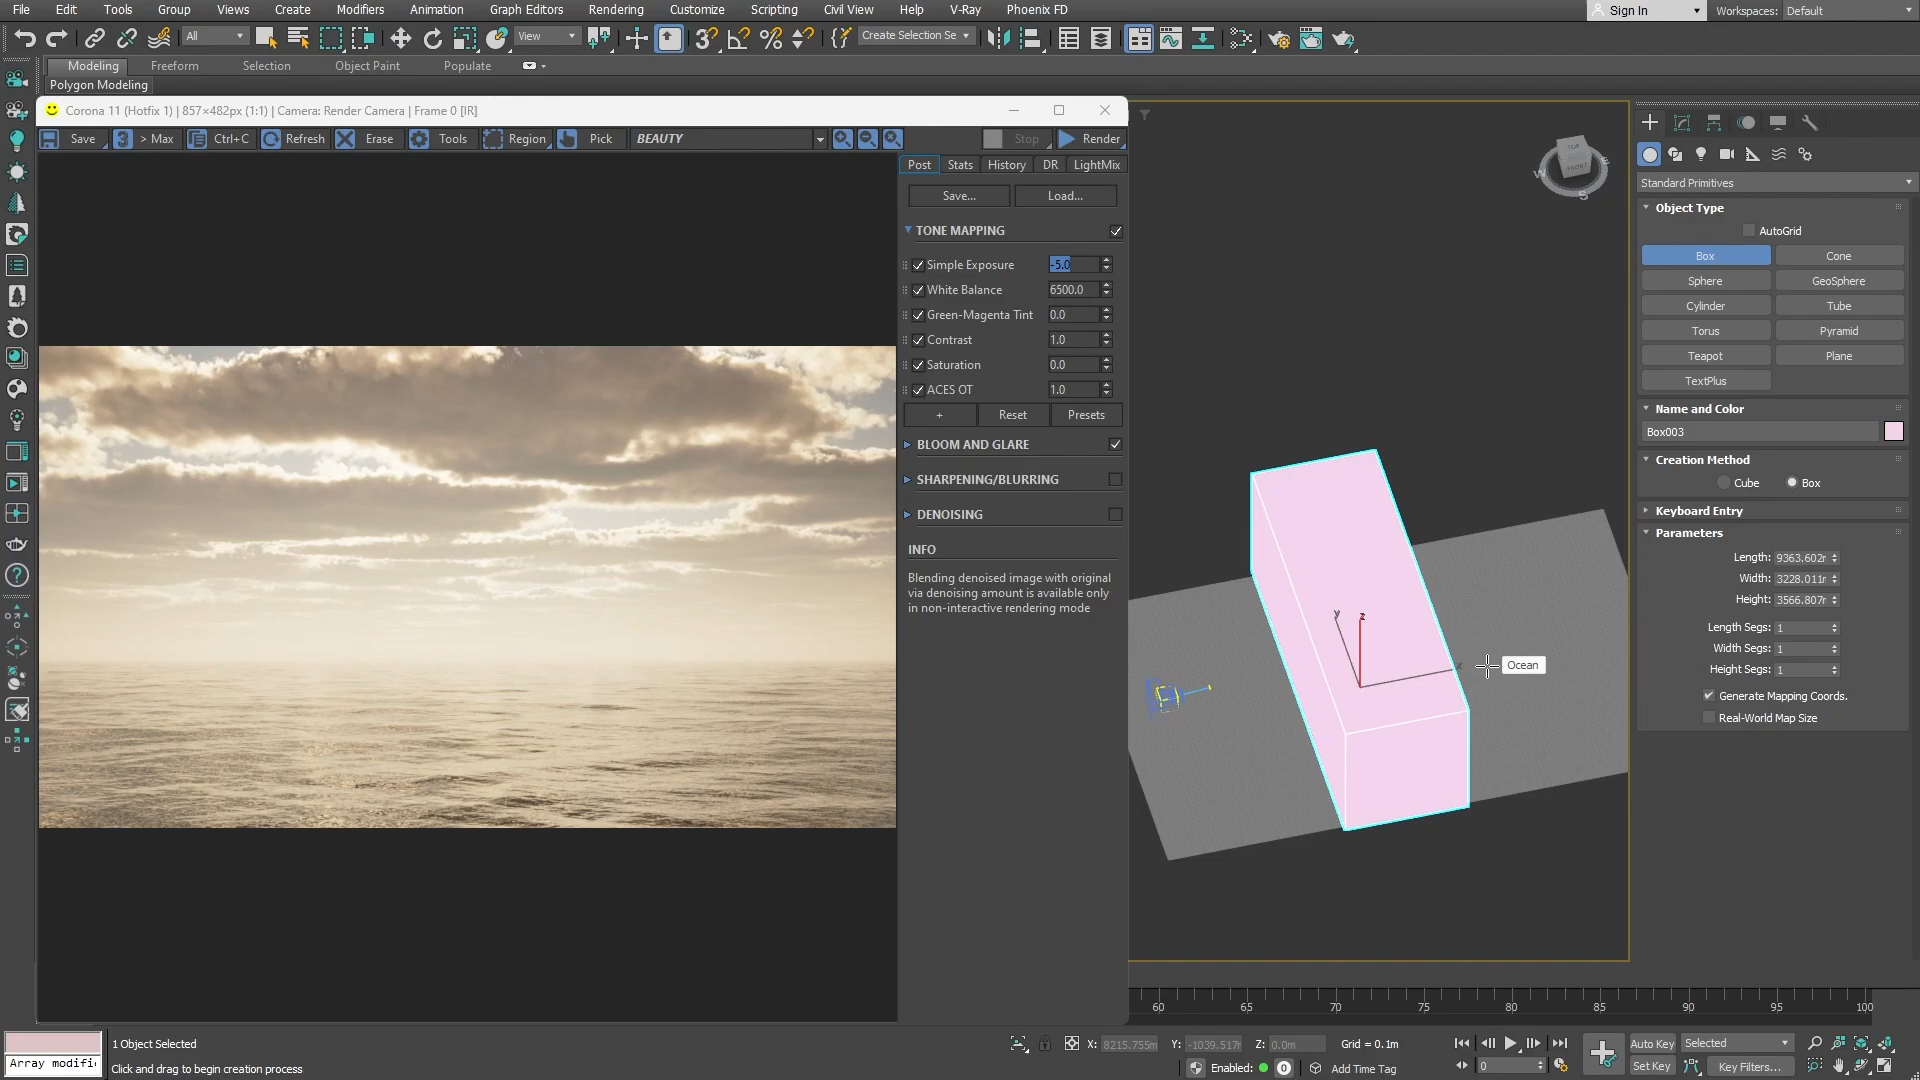 File Edit Tools Group Views Create Modifiers Animation Graph Editors Rendering Customize Scripting Civil View Help V-Ray Phoenix FD Sign In Workspaces: Default
All View Create Selection Se
Modeling Freeform Selection Object Paint Populate
Polygon Modeling
Corona 11 (Hotfix 1) | 857×482px (1:1) | Camera: Render Camera | Frame 0 [IR]
Save 3 > Max Ctrl+C Refresh Erase Tools Region Pick BEAUTY Stop Render
Post Stats History DR LightMix
Save... Load...
TONE MAPPING
Simple Exposure -5.0
White Balance 6500.0
Green-Magenta Tint 0.0
Contrast 1.0
Saturation 0.0
ACES OT 1.0
+ Reset Presets
BLOOM AND GLARE
SHARPENING/BLURRING
DENOISING
INFO
Blending denoised image with original
via denoising amount is available only
in non-interactive rendering mode
TOP
FRONT
W
S
y
z
x
Ocean
Standard Primitives
Object Type
AutoGrid
Box Cone
Sphere GeoSphere
Cylinder Tube
Torus Pyramid
Teapot Plane
TextPlus
Name and Color
Box003
Creation Method
Cube Box
Keyboard Entry
Parameters
Length: 9363.602r
Width: 3228.011r
Height: 3566.807r
Length Segs: 1
Width Segs: 1
Height Segs: 1
Generate Mapping Coords.
Real-World Map Size
60 65 70 75 80 85 90 95 100
Array modifi
1 Object Selected
Click and drag to begin creation process
X: 8215.755m Y: -1039.517r Z: 0.0m Grid = 0.1m
Enabled: 0 Add Time Tag
0
Auto Key Selected
Set Key Key Filters...